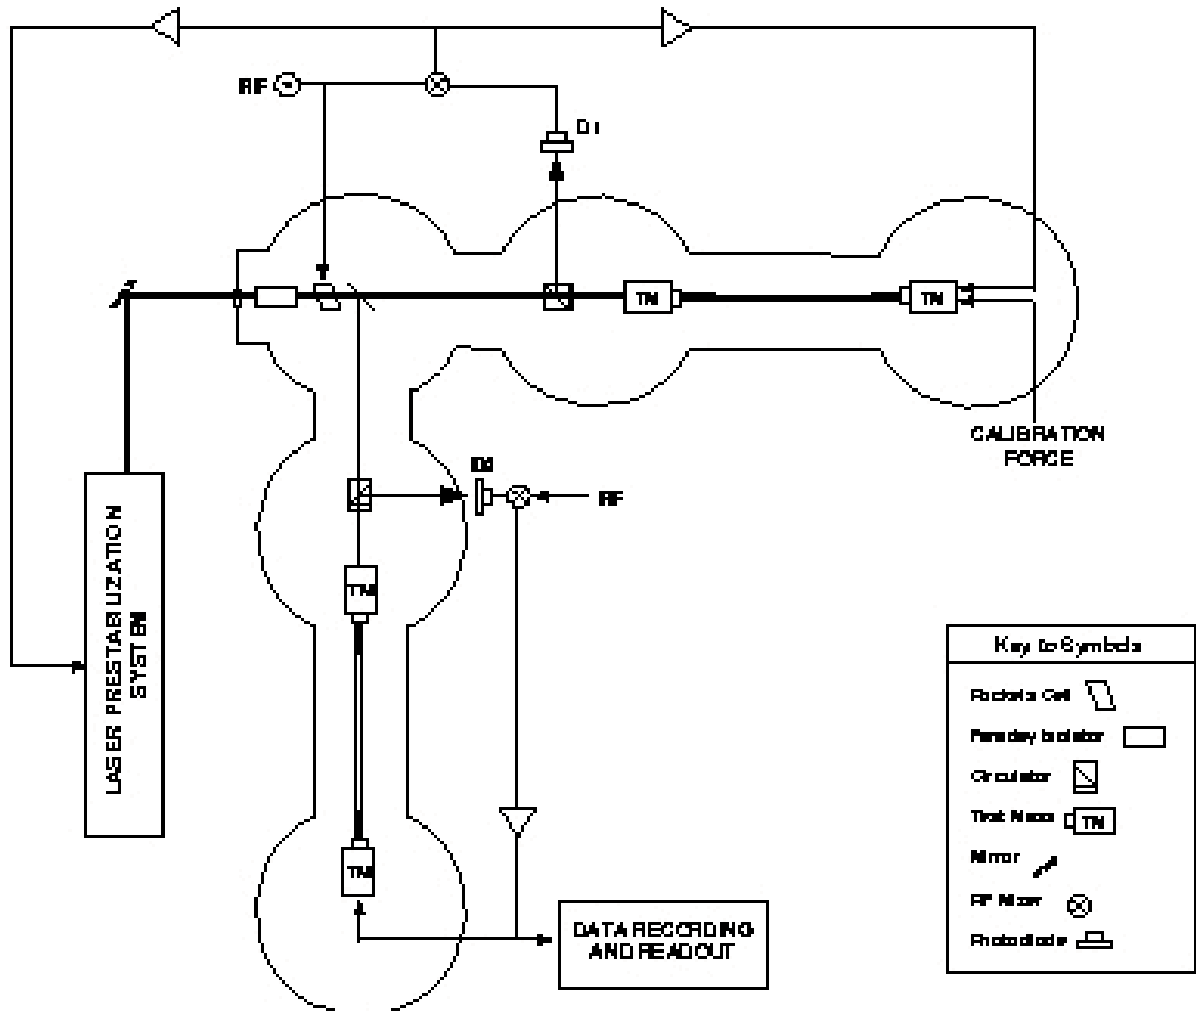 RF
D1
CALIBRATION
FORCE
D2
RF
TM
TM
TM
TM
LASER PRESTABILIZATION
SYSTEM
DATA RECORDING
AND READOUT
Key to Symbols
Pockels Cell
Faraday Isolator
Circulator
Test Mass
TM
Mirror
RF Mixer
Photodiode